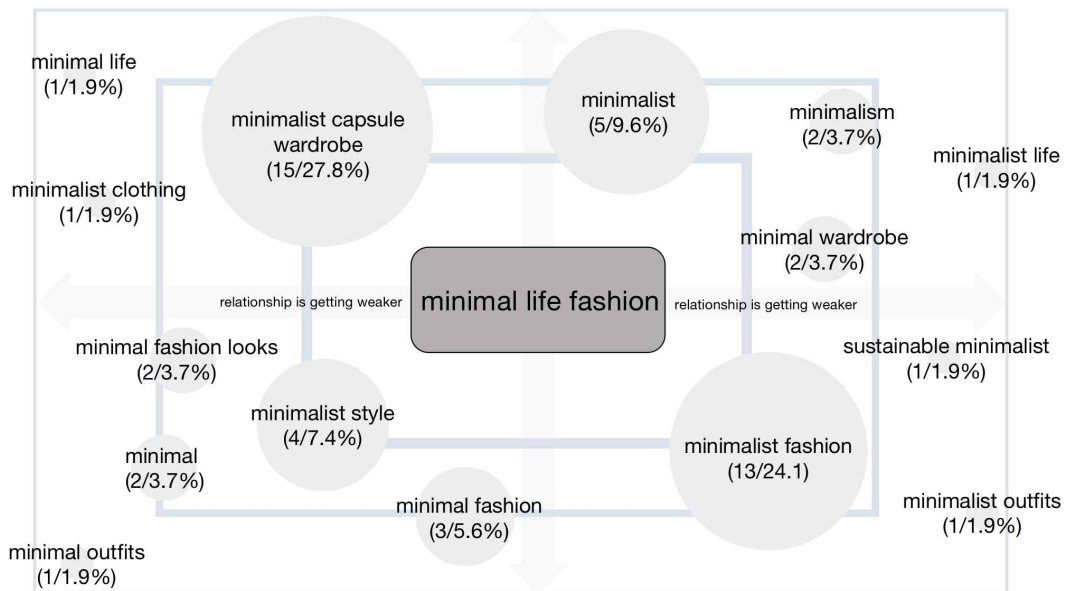 minimal life
(1/1.9%)
minimalist capsule
wardrobe
(15/27.8%)
minimalist
(5/9.6%)
minimalism
(2/3.7%)
minimalist life
(1/1.9%)
minimalist clothing
(1/1.9%)
minimal wardrobe
(2/3.7%)
relationship is getting weaker
minimal life fashion
relationship is getting weaker
minimal fashion looks
(2/3.7%)
sustainable minimalist
(1/1.9%)
minimalist style
(4/7.4%)
minimalist fashion
(13/24.1)
minimal
(2/3.7%)
minimal fashion
(3/5.6%)
minimalist outfits
(1/1.9%)
minimal outfits
(1/1.9%)